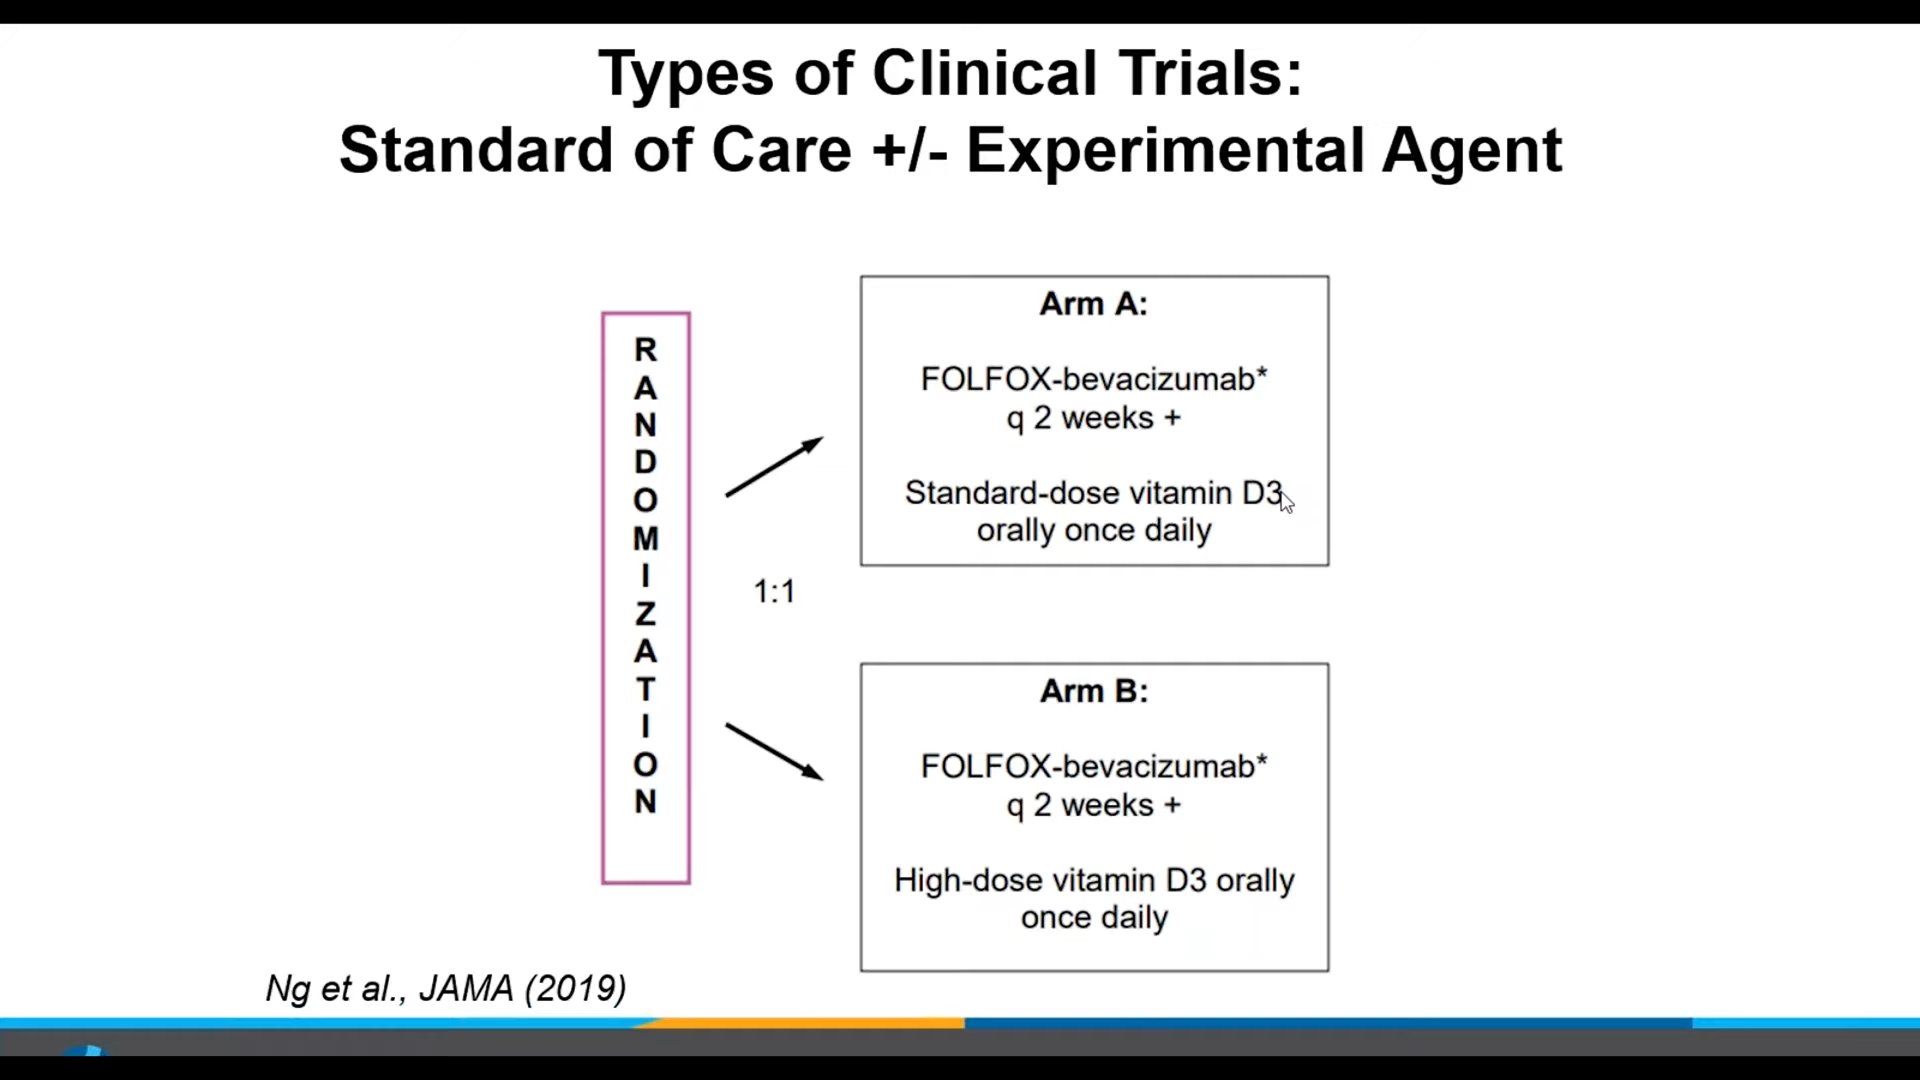 Types of Clinical Trials:
Standard of Care +/- Experimental Agent
RANDOMIZATION
1:1
Arm A:
FOLFOX-bevacizumab*
q 2 weeks +
Standard-dose vitamin D3
orally once daily
Arm B:
FOLFOX-bevacizumab*
q 2 weeks +
High-dose vitamin D3 orally
once daily
Ng et al., JAMA (2019)